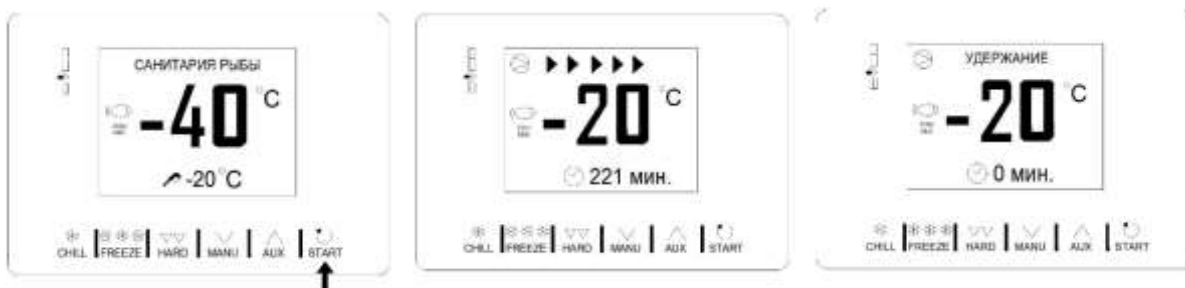 САНИТАРИЯ РЫБЫ
-40 °C
-20°C
CHILL FREEZE HARD MANU AUX START
-20 °C
221 мин.
CHILL FREEZE HARD MANU AUX START
УДЕРЖАНИЕ
-20 °C
0 мин.
CHILL FREEZE HARD MANU AUX START